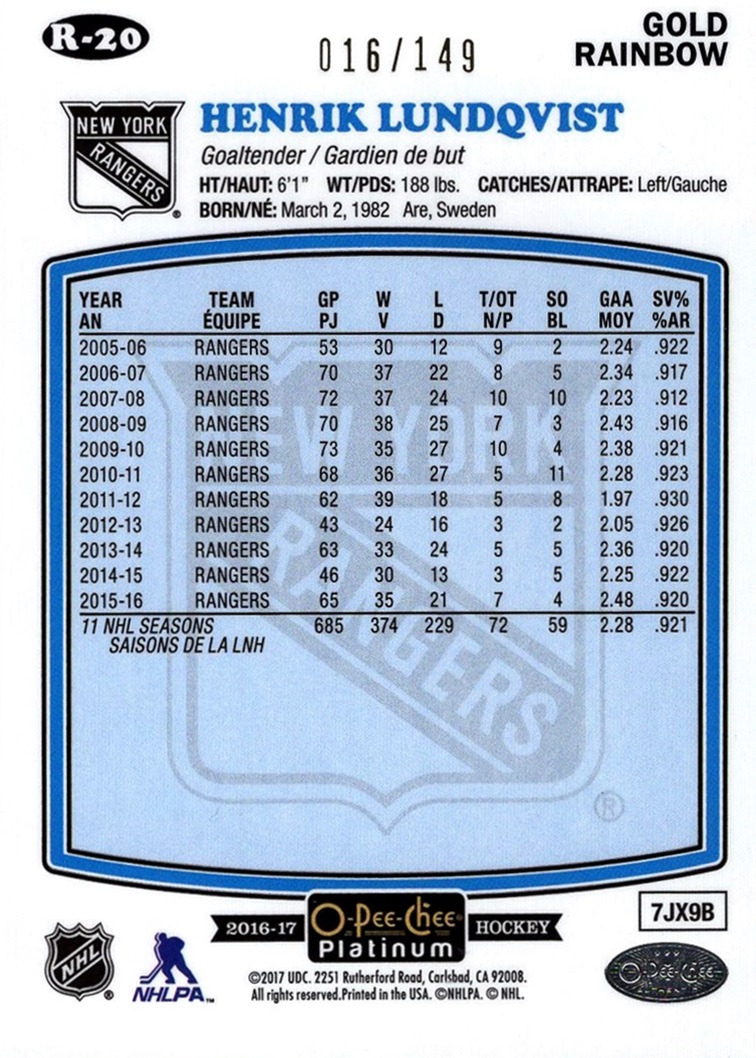 R-20
016/149
GOLD
RAINBOW
NEW YORK
RANGERS
®
HENRIK LUNDQVIST
Goaltender / Gardien de but
HT/HAUT: 6'1" WT/PDS: 188 lbs. CATCHES/ATTRAPE: Left/Gauche
BORN/NÉ: March 2, 1982 Are, Sweden
YEAR TEAM GP W L T/OT SO GAA SV%
AN ÉQUIPE PJ V D N/P BL MOY %AR
2005-06 RANGERS 53 30 12 9 2 2.24 .922
2006-07 RANGERS 70 37 22 8 5 2.34 .917
2007-08 RANGERS 72 37 24 10 10 2.23 .912
2008-09 RANGERS 70 38 25 7 3 2.43 .916
2009-10 RANGERS 73 35 27 10 4 2.38 .921
2010-11 RANGERS 68 36 27 5 11 2.28 .923
2011-12 RANGERS 62 39 18 5 8 1.97 .930
2012-13 RANGERS 43 24 16 3 2 2.05 .926
2013-14 RANGERS 63 33 24 5 5 2.36 .920
2014-15 RANGERS 46 30 13 3 5 2.25 .922
2015-16 RANGERS 65 35 21 7 4 2.48 .920
11 NHL SEASONS 685 374 229 72 59 2.28 .921
SAISONS DE LA LNH
NEW YORK
RANGERS
®
7JX9B
2016-17 O-Pee-Chee Platinum HOCKEY
NHL ®
NHLPA™
©2017 UDC. 2251 Rutherford Road, Carlsbad, CA 92008.
All rights reserved.Printed in the USA. ©NHLPA. © NHL.
O-Pee-Chee